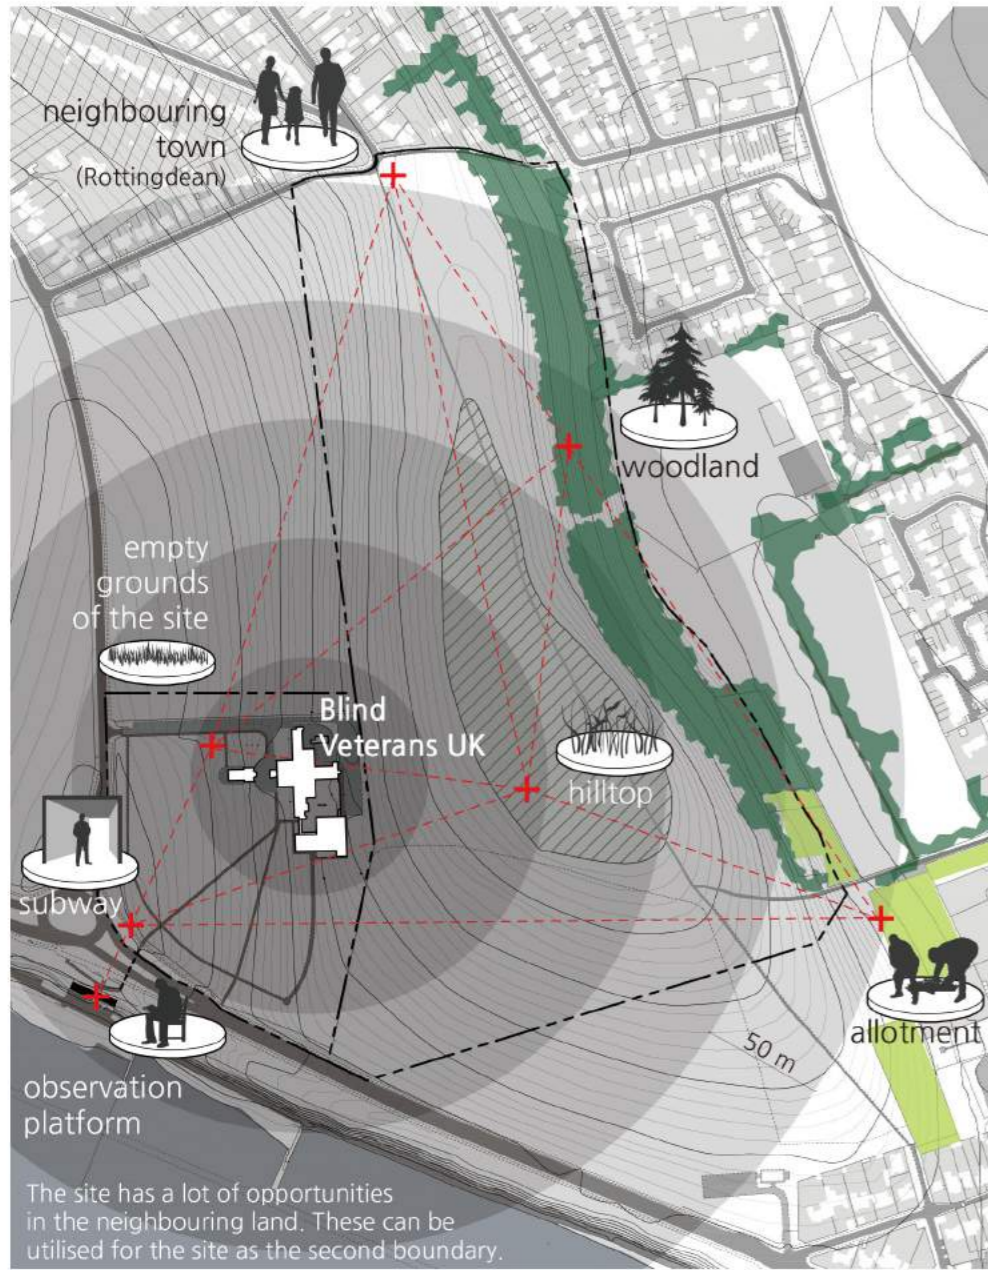 neighbouring
town
(Rottingdean)
woodland
empty
grounds
of the site
Blind
Veterans UK
hilltop
subway
allotment
50 m
observation
platform
The site has a lot of opportunities
in the neighbouring land. These can be
utilised for the site as the second boundary.